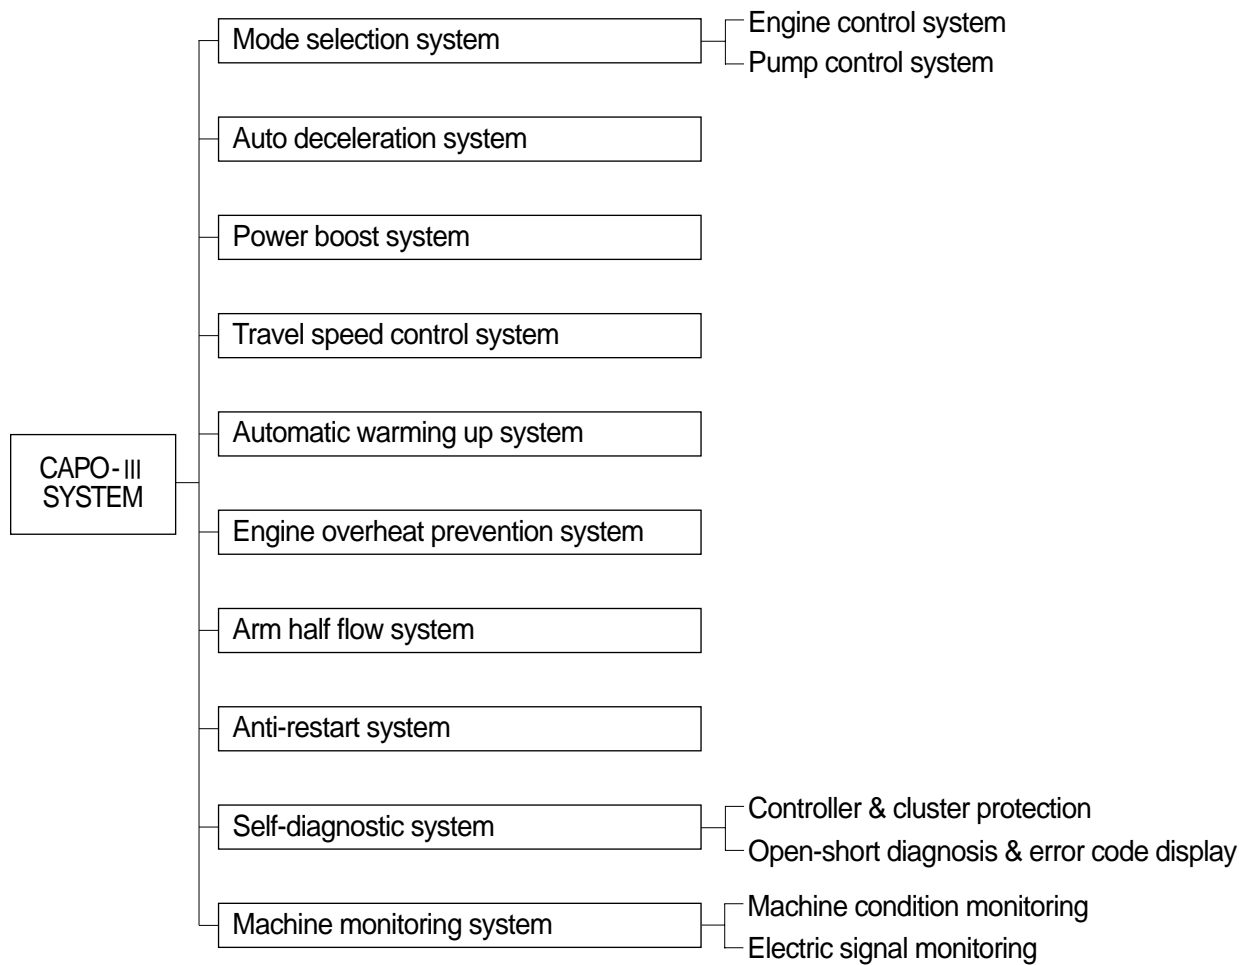 Mode selection system
Engine control system
Pump control system
Auto deceleration system
Power boost system
Travel speed control system
Automatic warming up system
CAPO-III
SYSTEM
Engine overheat prevention system
Arm half flow system
Anti-restart system
Self-diagnostic system
Controller & cluster protection
Open-short diagnosis & error code display
Machine monitoring system
Machine condition monitoring
Electric signal monitoring